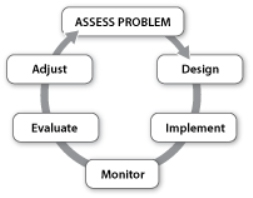 ASSESS PROBLEM
Design
Implement
Monitor
Evaluate
Adjust